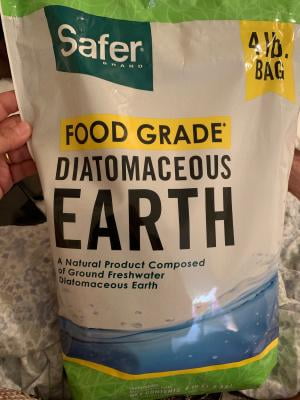 Safer®
BRAND
4 lb.
BAG
FOOD GRADE*
DIATOMACEOUS
EARTH
A Natural Product Composed
of Ground Freshwater
Diatomaceous Earth